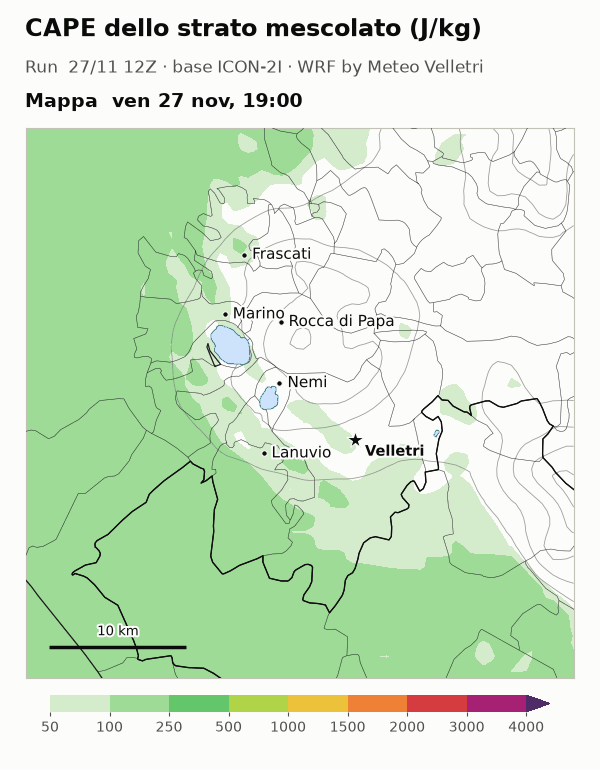 CAPE dello strato mescolato (J/kg)
Run  27/11 12Z · base ICON-2I · WRF by Meteo Velletri
Mappa  ven 27 nov, 19:00
Frascati
Marino
Rocca di Papa
Nemi
Velletri
Lanuvio
10 km
50 100 250 500 1000 1500 2000 3000 4000